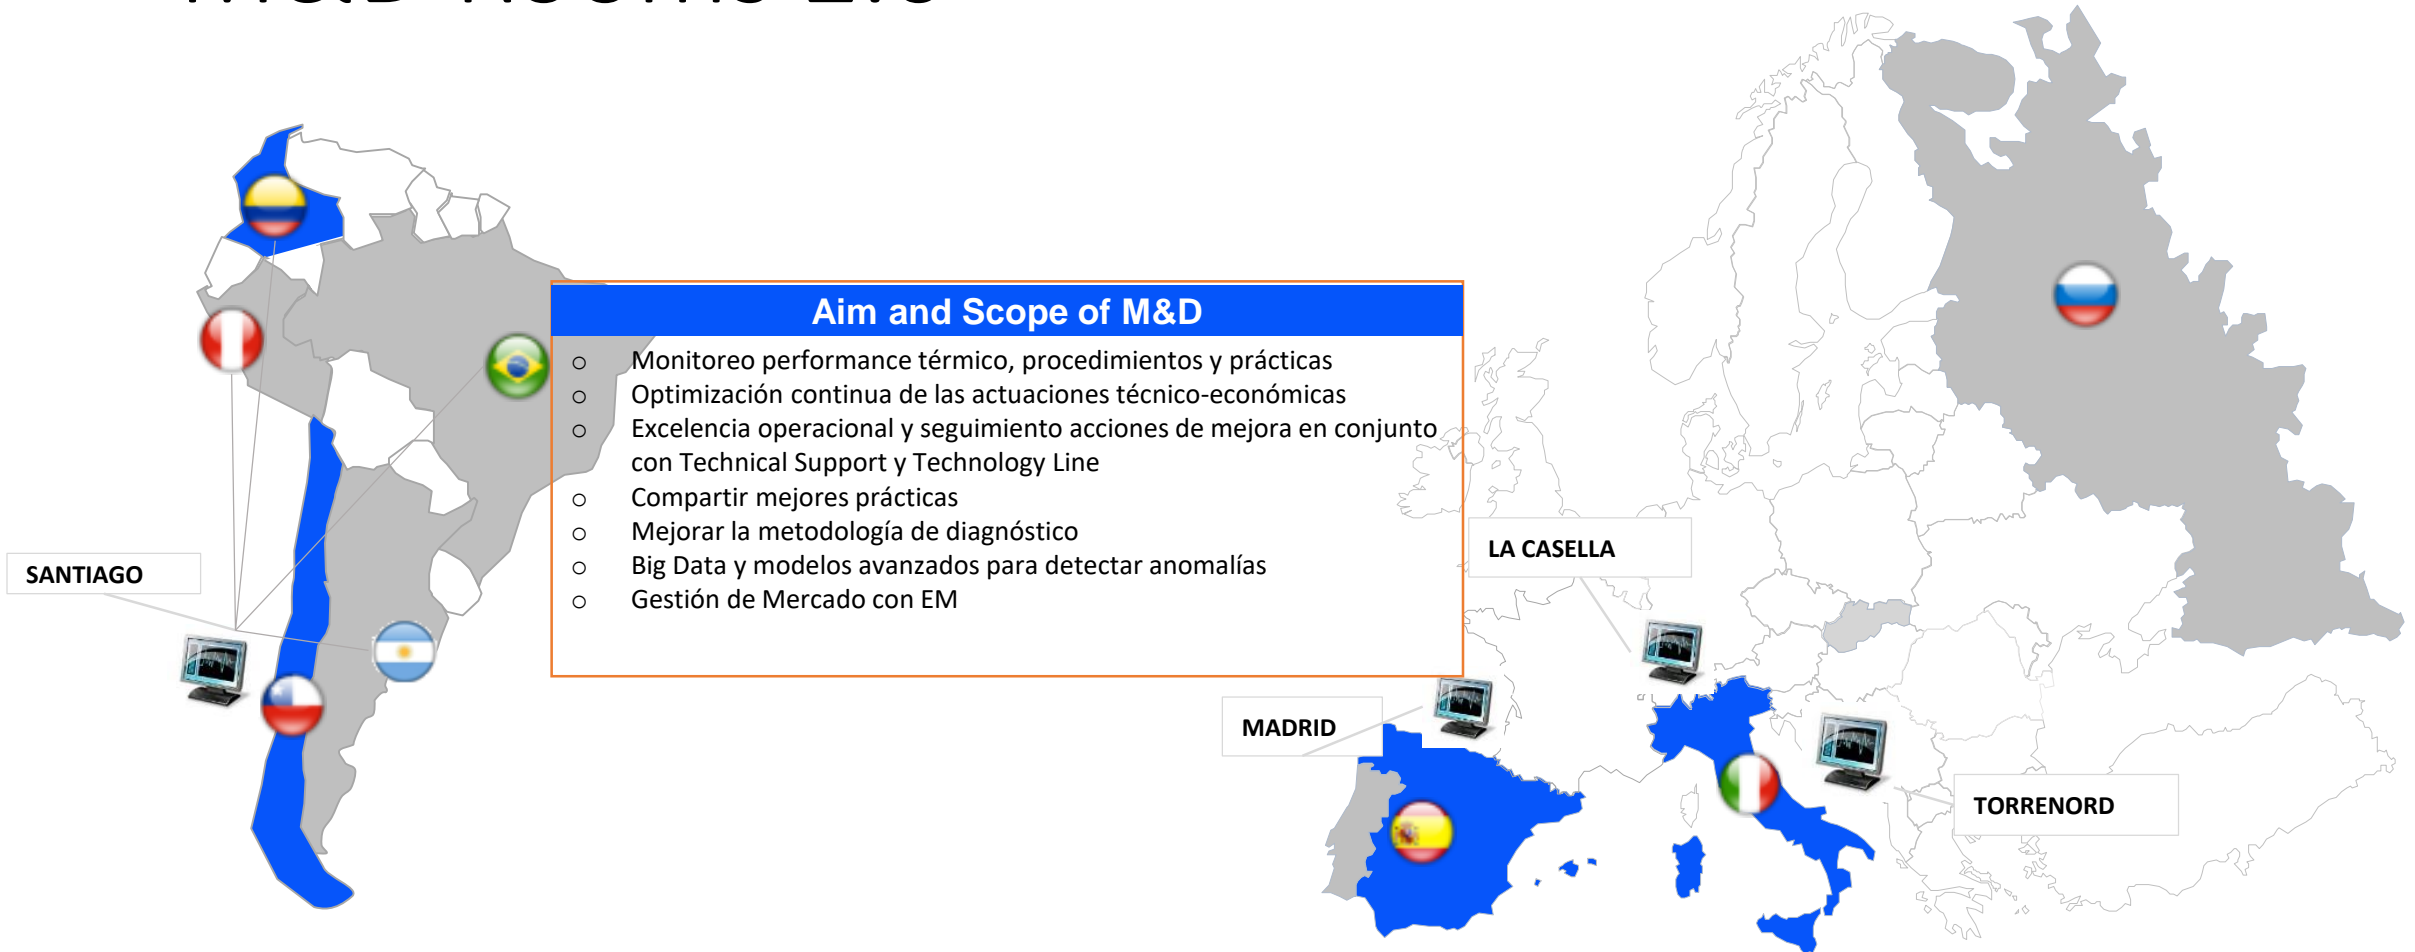 Aim and Scope of M&D
o Monitoreo performance térmico, procedimientos y prácticas
o Optimización continua de las actuaciones técnico-económicas
o Excelencia operacional y seguimiento acciones de mejora en conjunto
con Technical Support y Technology Line
o Compartir mejores prácticas
o Mejorar la metodología de diagnóstico
o Big Data y modelos avanzados para detectar anomalías
o Gestión de Mercado con EM
LA CASELLA
SANTIAGO
MADRID
TORRENORD